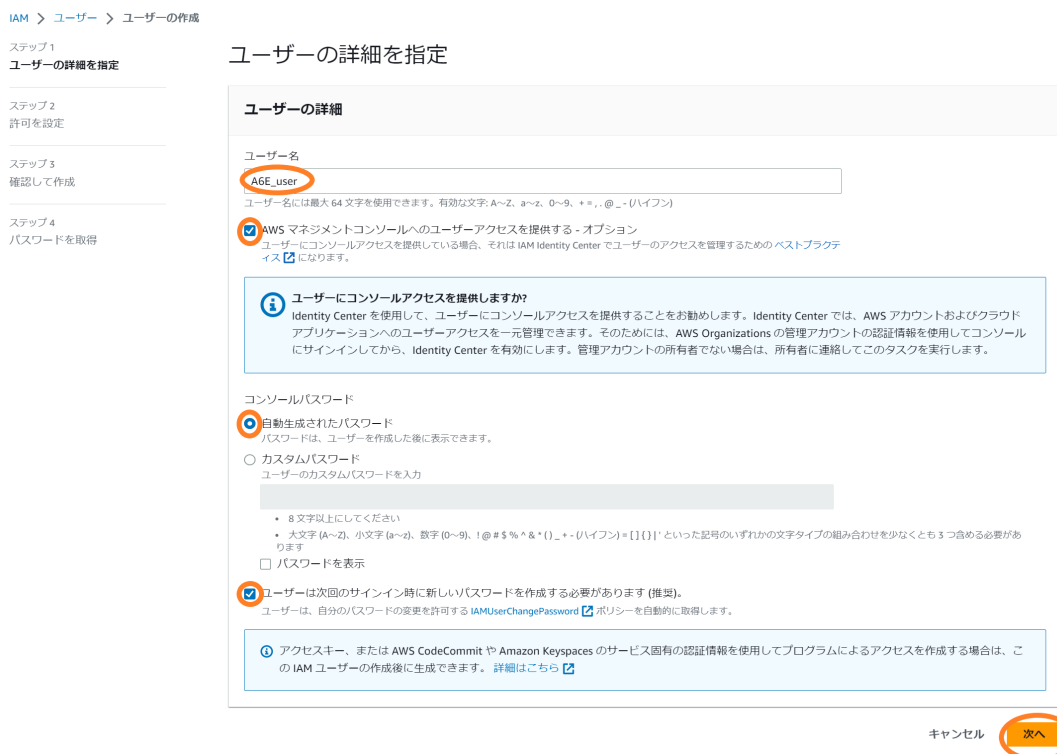 IAM > ユーザー > ユーザーの作成
ステップ 1
ユーザーの詳細を指定
ステップ 2
許可を設定
ステップ 3
確認して作成
ステップ 4
パスワードを取得
ユーザーの詳細を指定
ユーザーの詳細
ユーザー名
A6E_user
ユーザー名には最大 64 文字を使用できます。有効な文字: A～Z、a～z、0～9、+ = , . @ _ - (ハイフン)
AWS マネジメントコンソールへのユーザーアクセスを提供する - オプション
ユーザーにコンソールアクセスを提供している場合、それは IAM Identity Center でユーザーのアクセスを管理するための ベストプラクテ
ィス になります。
ユーザーにコンソールアクセスを提供しますか?
Identity Center を使用して、ユーザーにコンソールアクセスを提供することをお勧めします。Identity Center では、AWS アカウントおよびクラウド
アプリケーションへのユーザーアクセスを一元管理できます。そのためには、AWS Organizations の管理アカウントの認証情報を使用してコンソール
にサインインしてから、Identity Center を有効にします。管理アカウントの所有者でない場合は、所有者に連絡してこのタスクを実行します。
コンソールパスワード
自動生成されたパスワード
パスワードは、ユーザーを作成した後に表示できます。
カスタムパスワード
ユーザーのカスタムパスワードを入力
• 8 文字以上にしてください
• 大文字 (A～Z)、小文字 (a～z)、数字 (0～9)、! @ # $ % ^ & * ( ) _ + - (ハイフン) = [ ] { } | ' といった記号のいずれかの文字タイプの組み合わせを少なくとも 3 つ含める必要があ
ります
パスワードを表示
ユーザーは次回のサインイン時に新しいパスワードを作成する必要があります (推奨)。
ユーザーは、自分のパスワードの変更を許可する IAMUserChangePassword ポリシーを自動的に取得します。
アクセスキー、または AWS CodeCommit や Amazon Keyspaces のサービス固有の認証情報を使用してプログラムによるアクセスを作成する場合は、こ
の IAM ユーザーの作成後に生成できます。 詳細はこちら
キャンセル
次へ